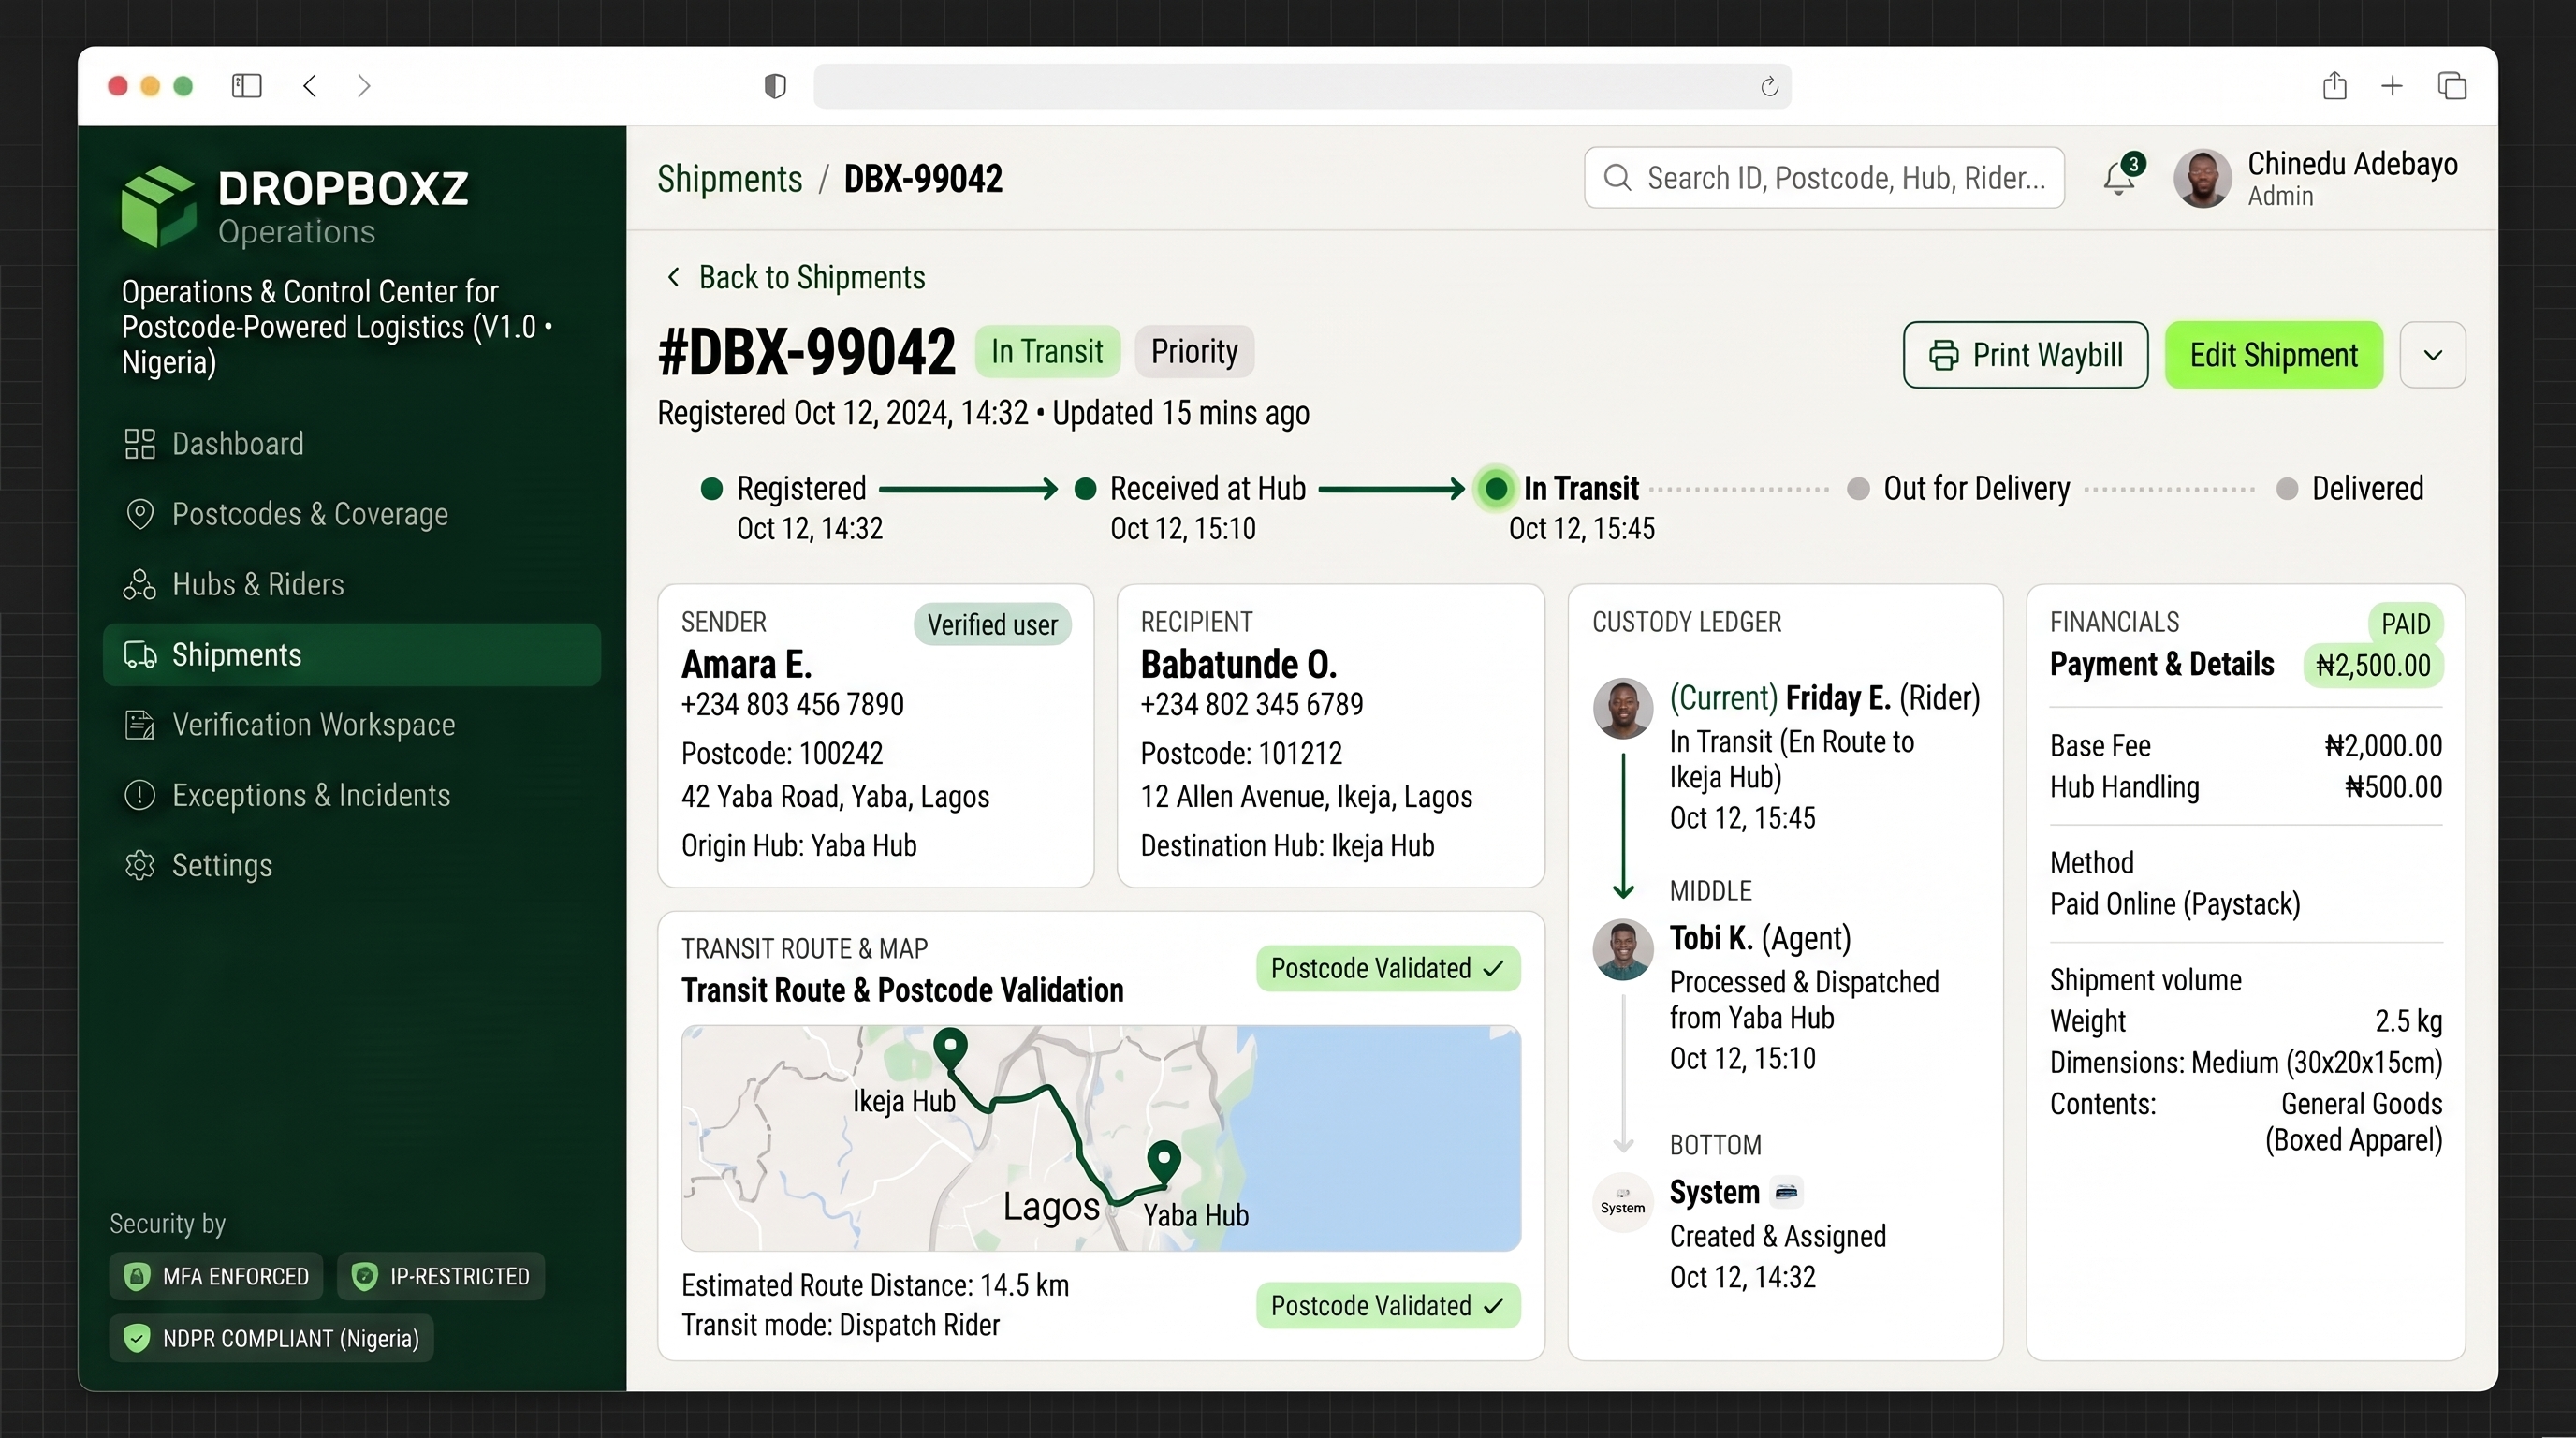 DROPBOXZ
Operations
Operations & Control Center for
Postcode-Powered Logistics (V1.0 •
Nigeria)
Dashboard
Postcodes & Coverage
Hubs & Riders
Shipments
Verification Workspace
Exceptions & Incidents
Settings
Security by
MFA ENFORCED
IP-RESTRICTED
NDPR COMPLIANT (Nigeria)
Shipments / DBX-99042
Search ID, Postcode, Hub, Rider...
3
Chinedu Adebayo
Admin
Back to Shipments
#DBX-99042
In Transit
Priority
Print Waybill
Edit Shipment
Registered Oct 12, 2024, 14:32 • Updated 15 mins ago
Registered
Oct 12, 14:32
Received at Hub
Oct 12, 15:10
In Transit
Oct 12, 15:45
Out for Delivery
Delivered
SENDER
Verified user
Amara E.
+234 803 456 7890
Postcode: 100242
42 Yaba Road, Yaba, Lagos
Origin Hub: Yaba Hub
RECIPIENT
Babatunde O.
+234 802 345 6789
Postcode: 101212
12 Allen Avenue, Ikeja, Lagos
Destination Hub: Ikeja Hub
TRANSIT ROUTE & MAP
Transit Route & Postcode Validation
Postcode Validated
Ikeja Hub
Lagos
Yaba Hub
Estimated Route Distance: 14.5 km
Transit mode: Dispatch Rider
Postcode Validated
CUSTODY LEDGER
(Current) Friday E. (Rider)
In Transit (En Route to
Ikeja Hub)
Oct 12, 15:45
MIDDLE
Tobi K. (Agent)
Processed & Dispatched
from Yaba Hub
Oct 12, 15:10
BOTTOM
System
System
Created & Assigned
Oct 12, 14:32
FINANCIALS
PAID
Payment & Details
₦2,500.00
Base Fee ₦2,000.00
Hub Handling ₦500.00
Method
Paid Online (Paystack)
Shipment volume
Weight 2.5 kg
Dimensions: Medium (30x20x15cm)
Contents: General Goods
(Boxed Apparel)